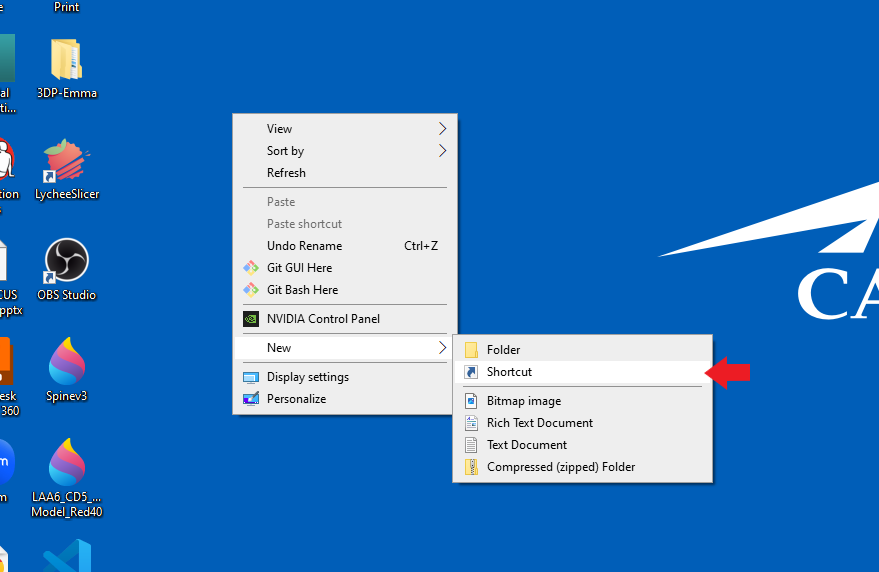 Print
3DP-Emma
LycheeSlicer
OBS Studio
Spinev3
LAA6_CD5_...
Model_Red40
al
ti...
tion
s
CUS
pptx
esk
360
m
m
View
Sort by
Refresh
Paste
Paste shortcut
Undo Rename Ctrl+Z
Git GUI Here
Git Bash Here
NVIDIA Control Panel
New
Display settings
Personalize
Folder
Shortcut
Bitmap image
Rich Text Document
Text Document
Compressed (zipped) Folder
CA